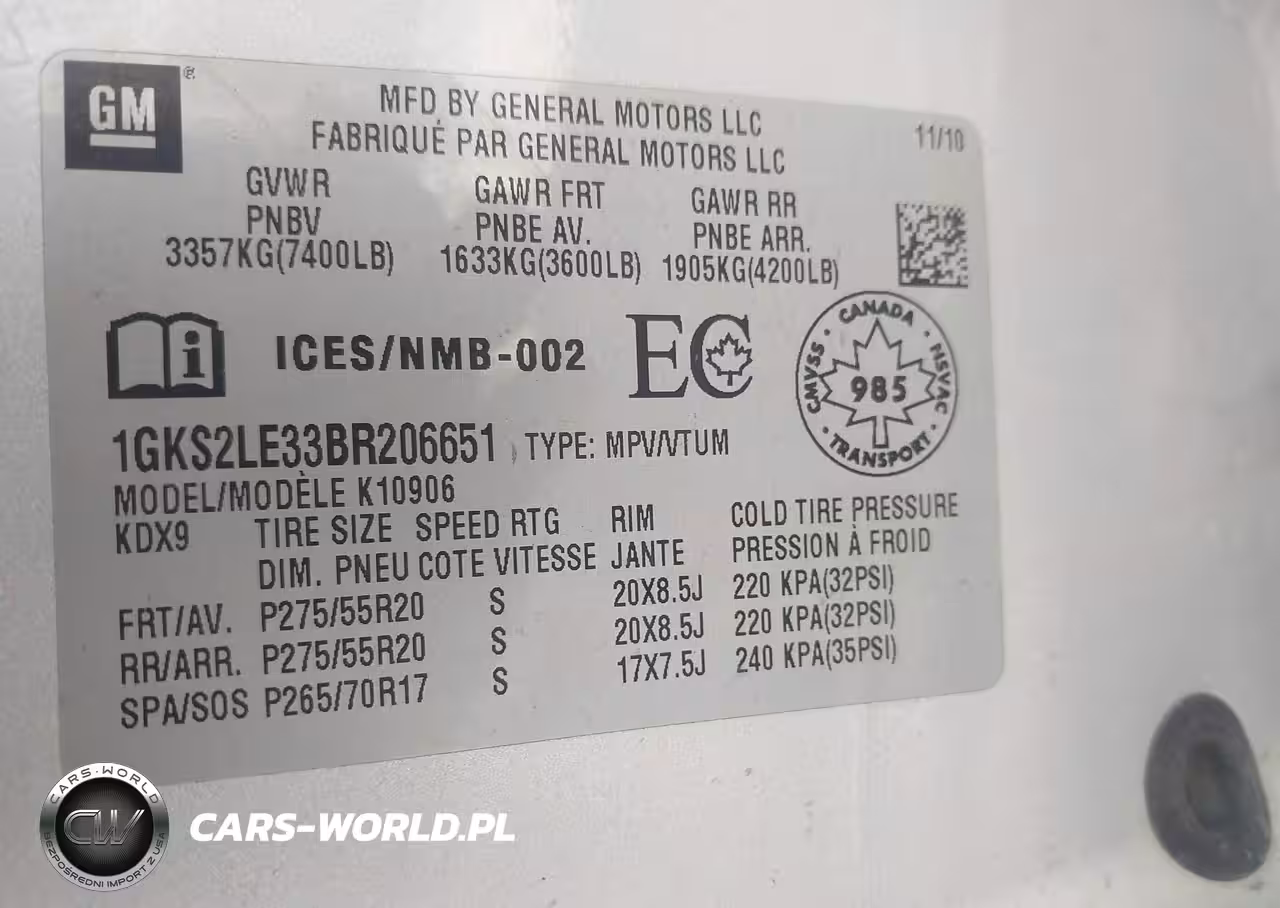 GM
®
MFD BY GENERAL MOTORS LLC
FABRIQUÉ PAR GENERAL MOTORS LLC
11/10
GVWR GAWR FRT GAWR RR
PNBV PNBE AV. PNBE ARR.
3357KG(7400LB) 1633KG(3600LB) 1905KG(4200LB)
ICES/NMB-002
EC
CANADA
CMVSS
985
NSVAC
TRANSPORT
1GKS2LE33BR206651 TYPE: MPV/VTUM
MODEL/MODÈLE K10906
KDX9 TIRE SIZE SPEED RTG RIM COLD TIRE PRESSURE
DIM. PNEU COTE VITESSE JANTE PRESSION À FROID
FRT/AV. P275/55R20 S 20X8.5J 220 KPA(32PSI)
RR/ARR. P275/55R20 S 20X8.5J 220 KPA(32PSI)
SPA/SOS P265/70R17 S 17X7.5J 240 KPA(35PSI)
CARS-WORLD
CW
BEZPOŚREDNI IMPORT Z USA
CARS-WORLD.PL